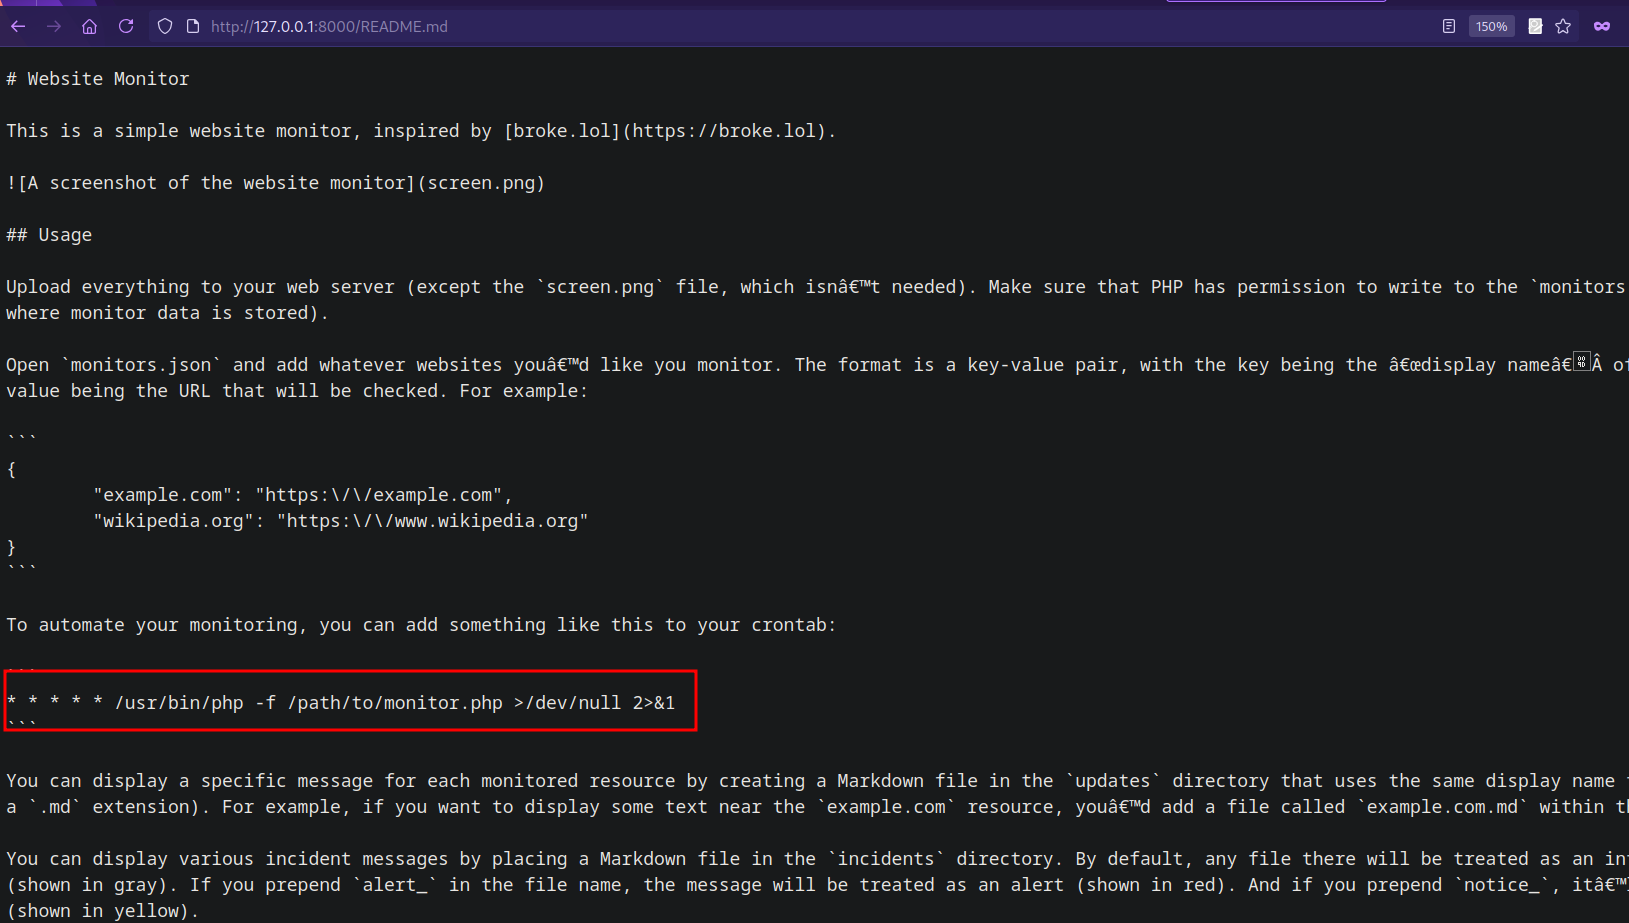 http://127.0.0.1:8000/README.md
150%
# Website Monitor
This is a simple website monitor, inspired by [broke.lol](https://broke.lol).
![A screenshot of the website monitor](screen.png)
## Usage
Upload everything to your web server (except the `screen.png` file, which isnâ€™t needed). Make sure that PHP has permission to write to the `monitors
where monitor data is stored).
Open `monitors.json` and add whatever websites youâ€™d like you monitor. The format is a key-value pair, with the key being the â€œdisplay nameâ€Â of
value being the URL that will be checked. For example:
```
{
"example.com": "https:\/\/example.com",
"wikipedia.org": "https:\/\/www.wikipedia.org"
}
```
To automate your monitoring, you can add something like this to your crontab:
```
* * * * * /usr/bin/php -f /path/to/monitor.php >/dev/null 2>&1
```
You can display a specific message for each monitored resource by creating a Markdown file in the `updates` directory that uses the same display name
a `.md` extension). For example, if you want to display some text near the `example.com` resource, youâ€™d add a file called `example.com.md` within
You can display various incident messages by placing a Markdown file in the `incidents` directory. By default, any file there will be treated as an
(shown in gray). If you prepend `alert_` in the file name, the message will be treated as an alert (shown in red). And if you prepend `notice_`, itâ€™
(shown in yellow).